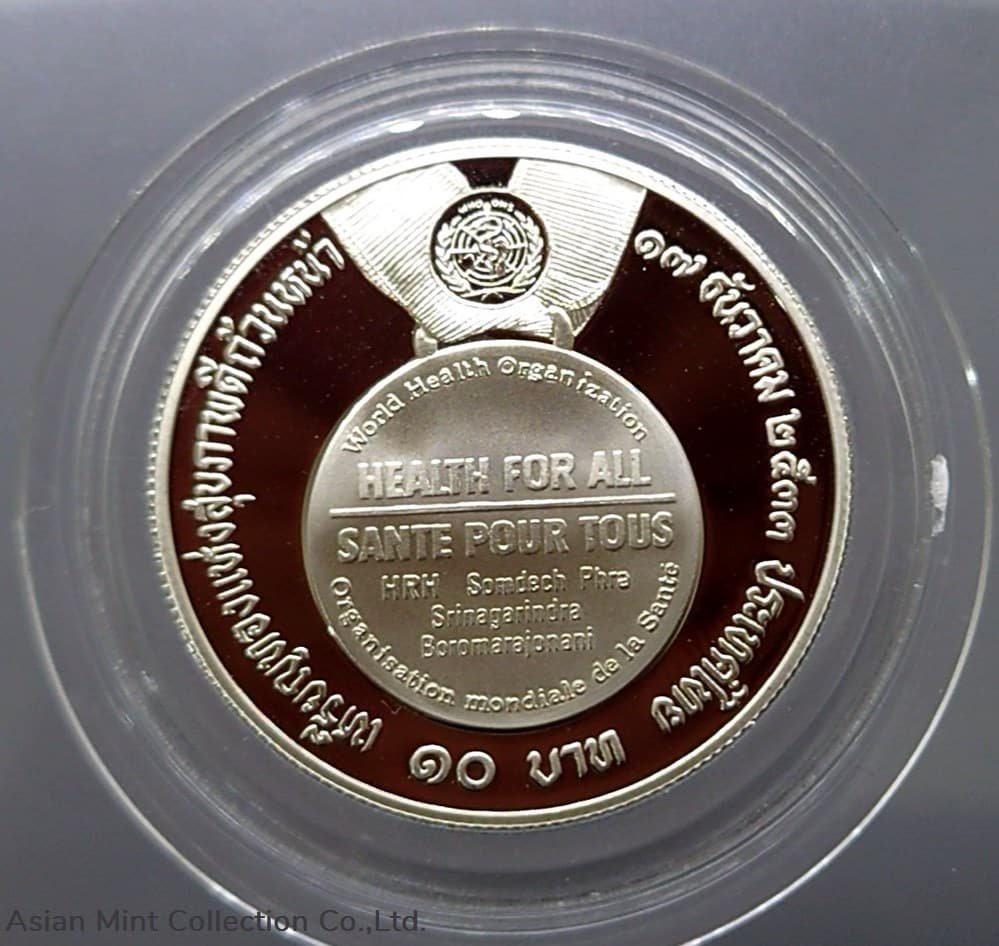 WHO OMS
World Health Organization
HEALTH FOR ALL
SANTE POUR TOUS
HRH Somdech Phra
Srinagarindra
Boromarajonani
Organisation mondiale de la Santé
เหรียญทองแห่งสุขภาพดีถ้วนหน้า
๑๗ ธันวาคม ๒๕๓๓ ประเทศไทย
๑๐ บาท
Asian Mint Collection Co.,Ltd.